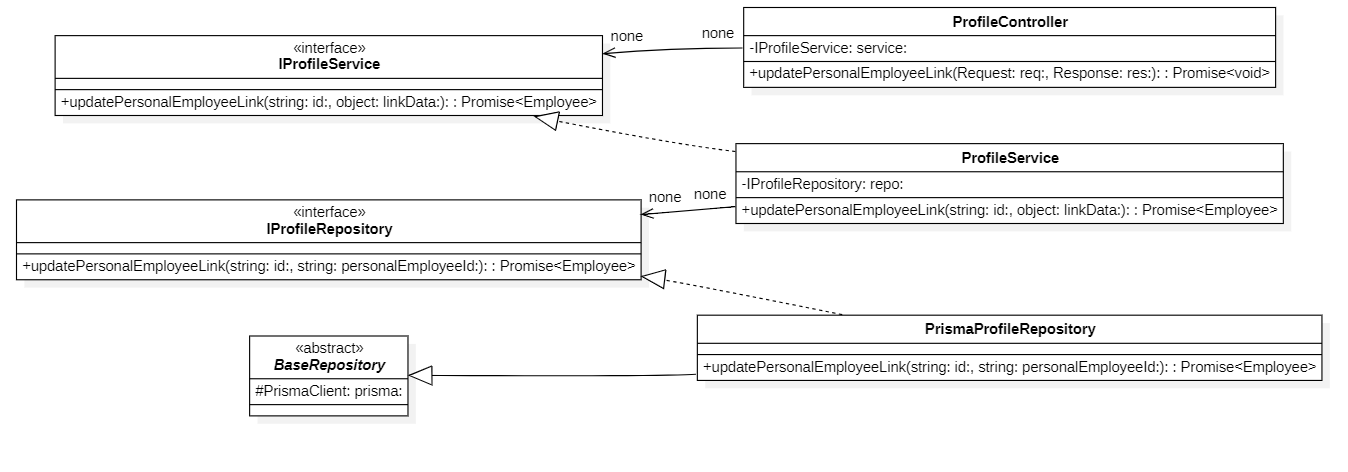 ProfileController
-IProfileService: service:
+updatePersonalEmployeeLink(Request: req:, Response: res:): : Promise<void>
none
none
«interface»
IProfileService
+updatePersonalEmployeeLink(string: id:, object: linkData:): : Promise<Employee>
ProfileService
-IProfileRepository: repo:
+updatePersonalEmployeeLink(string: id:, object: linkData:): : Promise<Employee>
none
none
«interface»
IProfileRepository
+updatePersonalEmployeeLink(string: id:, string: personalEmployeeId:): : Promise<Employee>
PrismaProfileRepository
+updatePersonalEmployeeLink(string: id:, string: personalEmployeeId:): : Promise<Employee>
«abstract»
BaseRepository
#PrismaClient: prisma: